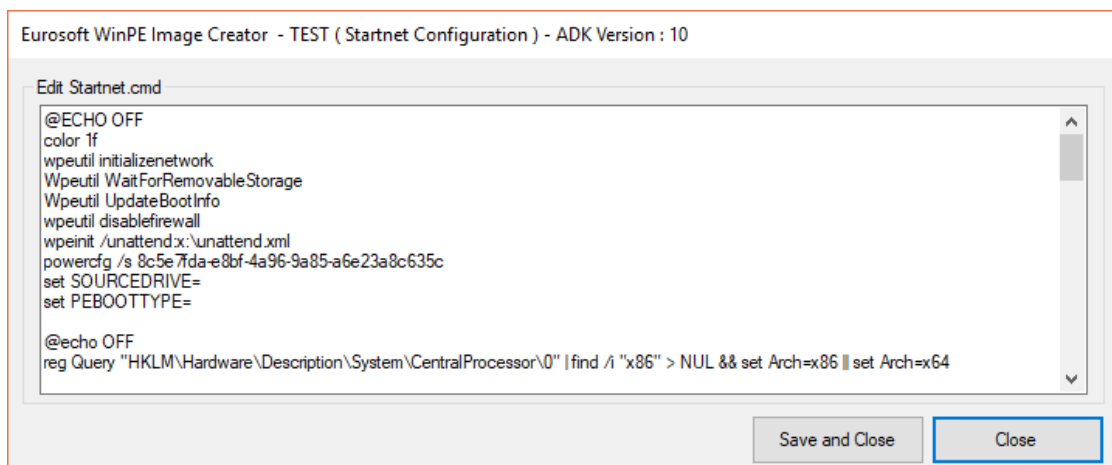 Eurosoft WinPE Image Creator - TEST ( Startnet Configuration ) - ADK Version : 10
Edit Startnet.cmd
@ECHO OFF
color 1f
wpeutil initializenetwork
Wpeutil WaitForRemovableStorage
Wpeutil UpdateBootInfo
wpeutil disablefirewall
wpeinit /unattend:x:\unattend.xml
powercfg /s 8c5e7fda-e8bf-4a96-9a85-a6e23a8c635c
set SOURCEDRIVE=
set PEBOOTTYPE=
@echo OFF
reg Query "HKLM\Hardware\Description\System\CentralProcessor\0" | find /i "x86" > NUL && set Arch=x86 || set Arch=x64
Save and Close
Close